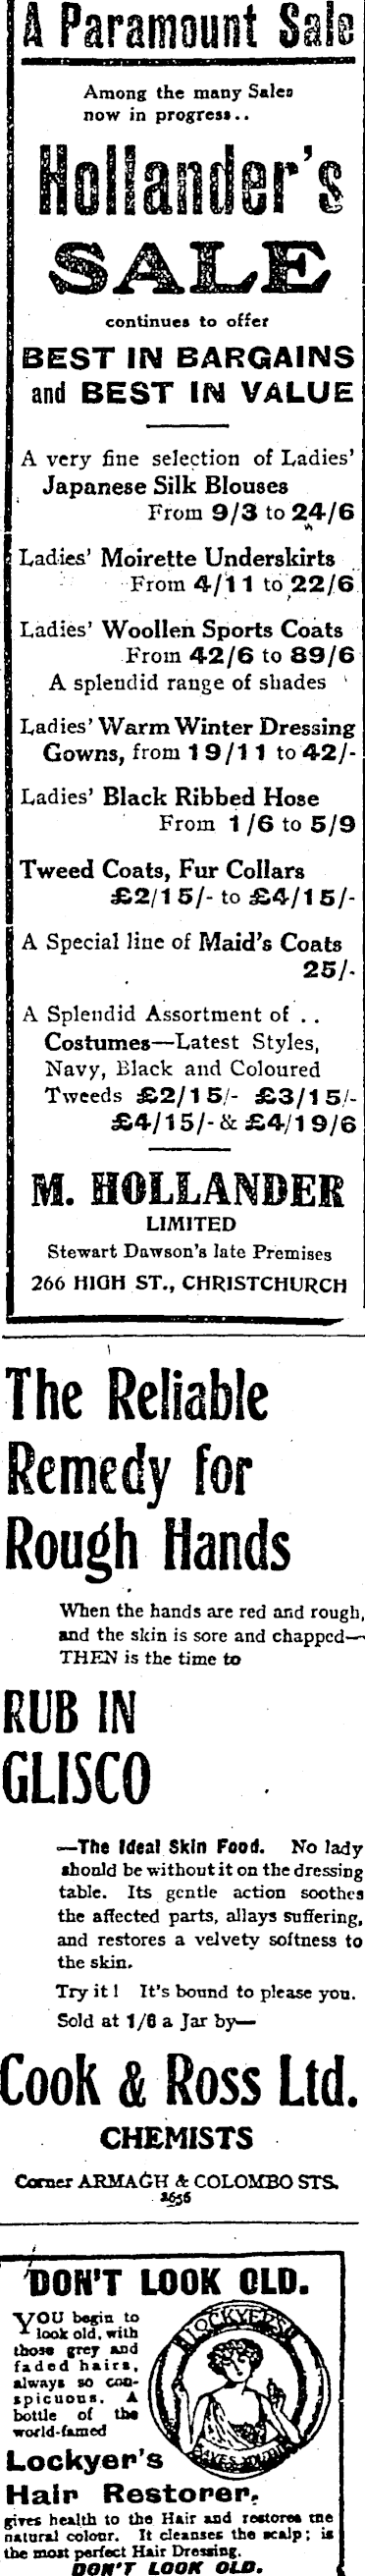 A Paramount Sale
Among the many Sales
now in progress..
Hollander's
SALE
continues to offer
BEST IN BARGAINS
and BEST IN VALUE
A very fine selection of Ladies'
Japanese Silk Blouses
From 9/3 to 24/6
Ladies' Moirette Underskirts
From 4/11 to 22/6
Ladies' Woollen Sports Coats
From 42/6 to 89/6
A splendid range of shades
Ladies' Warm Winter Dressing
Gowns, from 19/11 to 42/-
Ladies' Black Ribbed Hose
From 1/6 to 5/9
Tweed Coats, Fur Collars
£2/15/- to £4/15/-
A Special line of Maid's Coats
25/-
A Splendid Assortment of ..
Costumes—Latest Styles,
Navy, Black and Coloured
Tweeds £2/15/- £3/15/-
£4/15/- & £4/19/6
M. HOLLANDER
LIMITED
Stewart Dawson's late Premises
266 HIGH ST., CHRISTCHURCH
The Reliable
Remedy for
Rough Hands
When the hands are red and rough,
and the skin is sore and chapped—
THEN is the time to
RUB IN
GLISCO
—The Ideal Skin Food. No lady
should be without it on the dressing
table. Its gentle action soothes
the affected parts, allays suffering,
and restores a velvety softness to
the skin.
Try it! It's bound to please you.
Sold at 1/6 a Jar by—
Cook & Ross Ltd.
CHEMISTS
Corner ARMAGH & COLOMBO STS.
2656
DON'T LOOK OLD.
YOU begin to
look old, with
those grey and
faded hairs,
always so con-
spicuous. A
bottle of the
world-famed
LOCKYER'S
Lockyer's
Hair Restorer,
gives health to the Hair and restores the
natural colour. It cleanses the scalp; is
the most perfect Hair Dressing.
DON'T LOOK OLD.